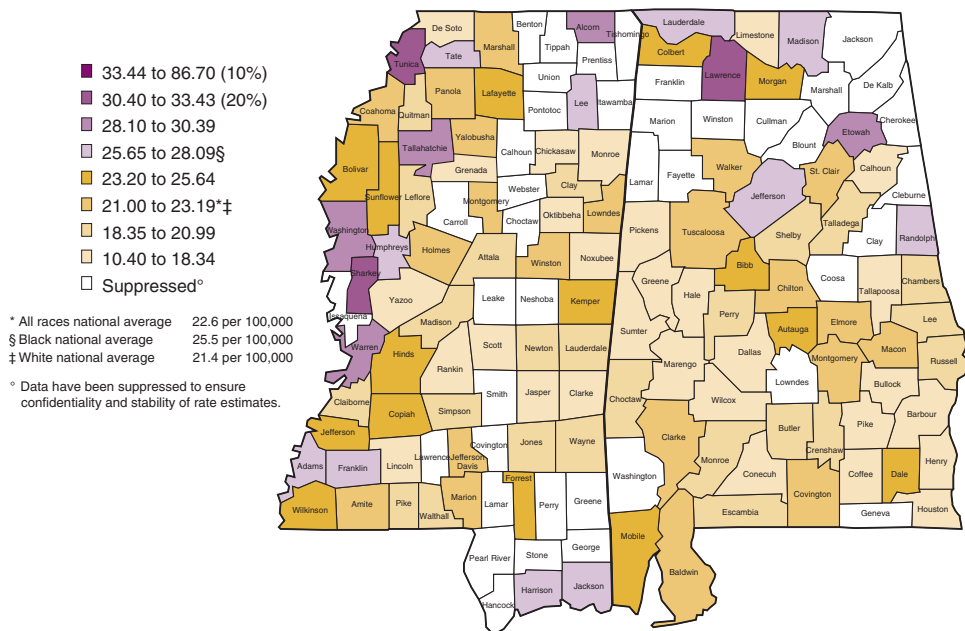 33.44 to 86.70 (10%)
30.40 to 33.43 (20%)
28.10 to 30.39
25.65 to 28.09§
23.20 to 25.64
21.00 to 23.19*‡
18.35 to 20.99
10.40 to 18.34
Suppressed°
* All races national average 22.6 per 100,000
§ Black national average 25.5 per 100,000
‡ White national average 21.4 per 100,000
° Data have been suppressed to ensure
confidentiality and stability of rate estimates.
De Soto
Benton
Alcorn
Tishomingo
Tunica
Tate
Marshall
Tippah
Prentiss
Union
Panola
Lafayette
Lee
Itawamba
Coahoma
Quitman
Pontotoc
Tallahatchie
Yalobusha
Calhoun
Chickasaw
Monroe
Bolivar
Grenada
Sunflower
Leflore
Webster
Clay
Montgomery
Carroll
Choctaw
Oktibbeha
Lowndes
Washington
Humphreys
Holmes
Attala
Winston
Noxubee
Sharkey
Issaquena
Yazoo
Leake
Neshoba
Kemper
Madison
Warren
Hinds
Scott
Newton
Lauderdale
Rankin
Claiborne
Copiah
Simpson
Smith
Jasper
Clarke
Jefferson
Adams
Franklin
Lincoln
Lawrence
Jefferson
Davis
Covington
Jones
Wayne
Wilkinson
Amite
Pike
Walthall
Marion
Lamar
Forrest
Perry
Greene
Pearl River
Stone
George
Hancock
Harrison
Jackson
Lauderdale
Limestone
Madison
Jackson
Colbert
Lawrence
Morgan
Franklin
Marshall
De Kalb
Marion
Winston
Cullman
Cherokee
Etowah
Blount
Lamar
Fayette
Walker
St. Clair
Calhoun
Cleburne
Jefferson
Pickens
Tuscaloosa
Shelby
Talladega
Clay
Randolph
Bibb
Greene
Hale
Chilton
Coosa
Tallapoosa
Chambers
Sumter
Perry
Autauga
Elmore
Lee
Marengo
Dallas
Montgomery
Macon
Russell
Lowndes
Bullock
Choctaw
Wilcox
Barbour
Clarke
Butler
Pike
Crenshaw
Washington
Monroe
Conecuh
Coffee
Dale
Henry
Covington
Escambia
Geneva
Houston
Mobile
Baldwin